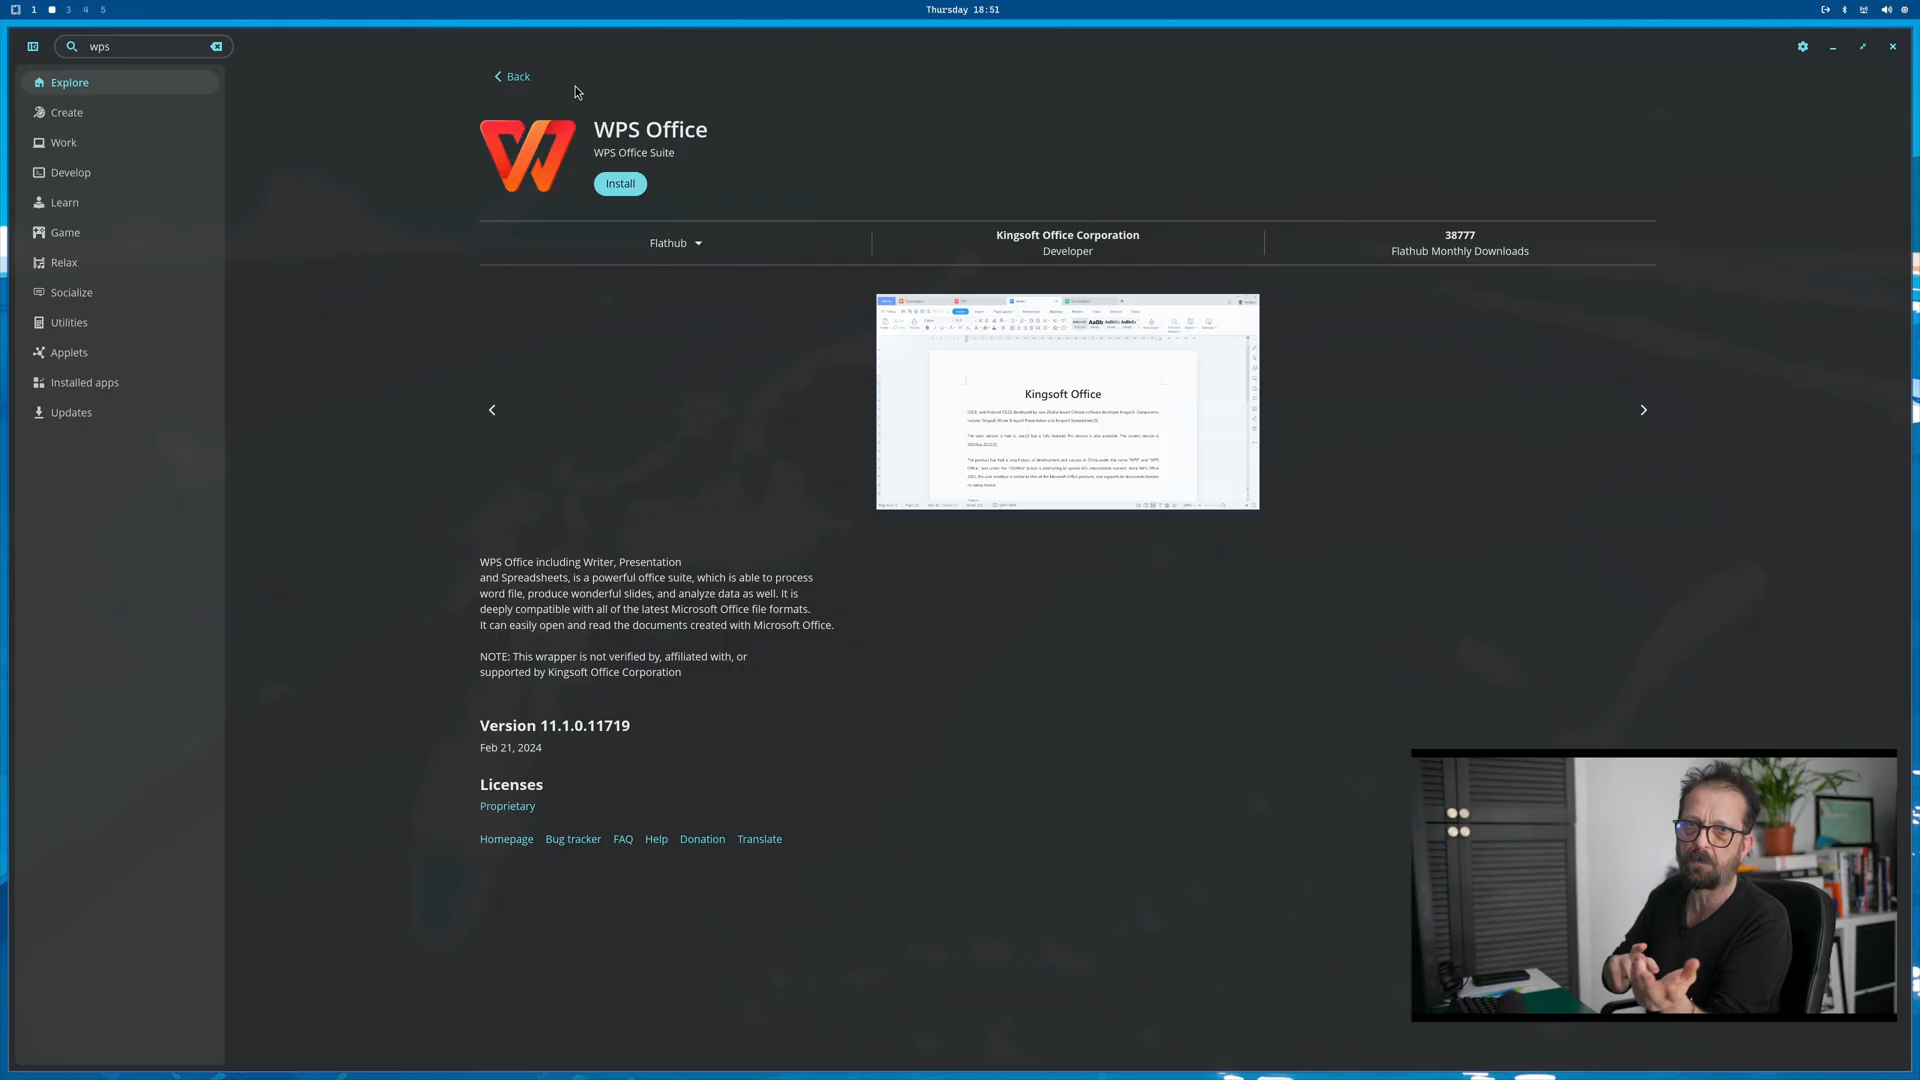 1 3 4 5
Thursday 18:51
wps
Explore
Create
Work
Develop
Learn
Game
Relax
Socialize
Utilities
Applets
Installed apps
Updates
Back
WPS Office
WPS Office Suite
Install
Flathub
Kingsoft Office Corporation
Developer
38777
Flathub Monthly Downloads
Kingsoft Office
WPS Office including Writer, Presentation
and Spreadsheets, is a powerful office suite, which is able to process
word file, produce wonderful slides, and analyze data as well. It is
deeply compatible with all of the latest Microsoft Office file formats.
It can easily open and read the documents created with Microsoft Office.
NOTE: This wrapper is not verified by, affiliated with, or
supported by Kingsoft Office Corporation
Version 11.1.0.11719
Feb 21, 2024
Licenses
Proprietary
Homepage Bug tracker FAQ Help Donation Translate